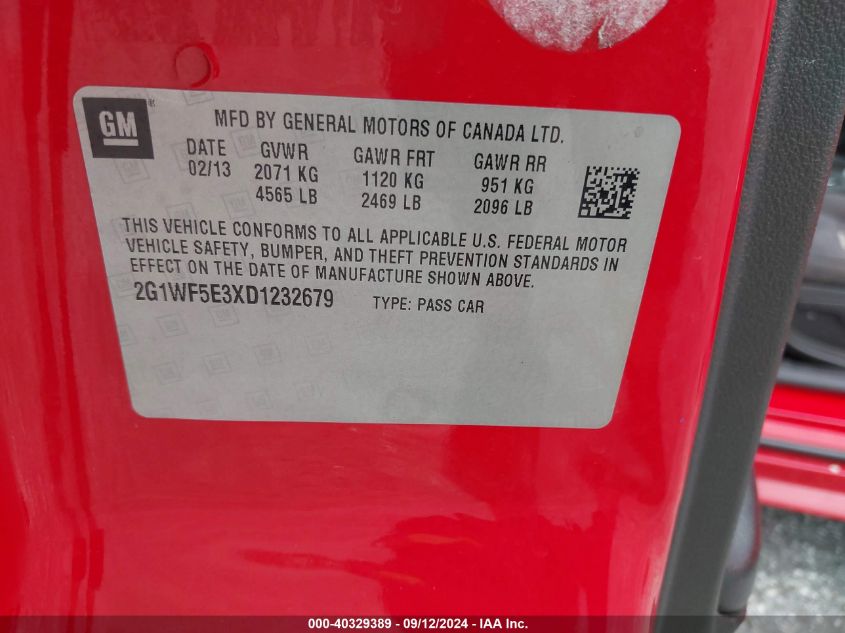 GM
MFD BY GENERAL MOTORS OF CANADA LTD.
DATE GVWR GAWR FRT GAWR RR
02/13 2071 KG 1120 KG 951 KG
4565 LB 2469 LB 2096 LB
THIS VEHICLE CONFORMS TO ALL APPLICABLE U.S. FEDERAL MOTOR
VEHICLE SAFETY, BUMPER, AND THEFT PREVENTION STANDARDS IN
EFFECT ON THE DATE OF MANUFACTURE SHOWN ABOVE.
2G1WF5E3XD1232679 TYPE: PASS CAR
000-40329389 - 09/12/2024 - IAA Inc.